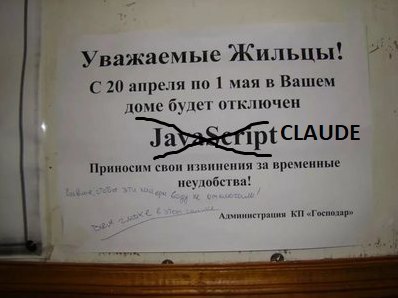 Уважаемые Жильцы!
С 20 апреля по 1 мая в Вашем
доме будет отключен
JavaScript CLAUDE
Приносим свои извинения за временные
неудобства!
Администрация КП «Господар»